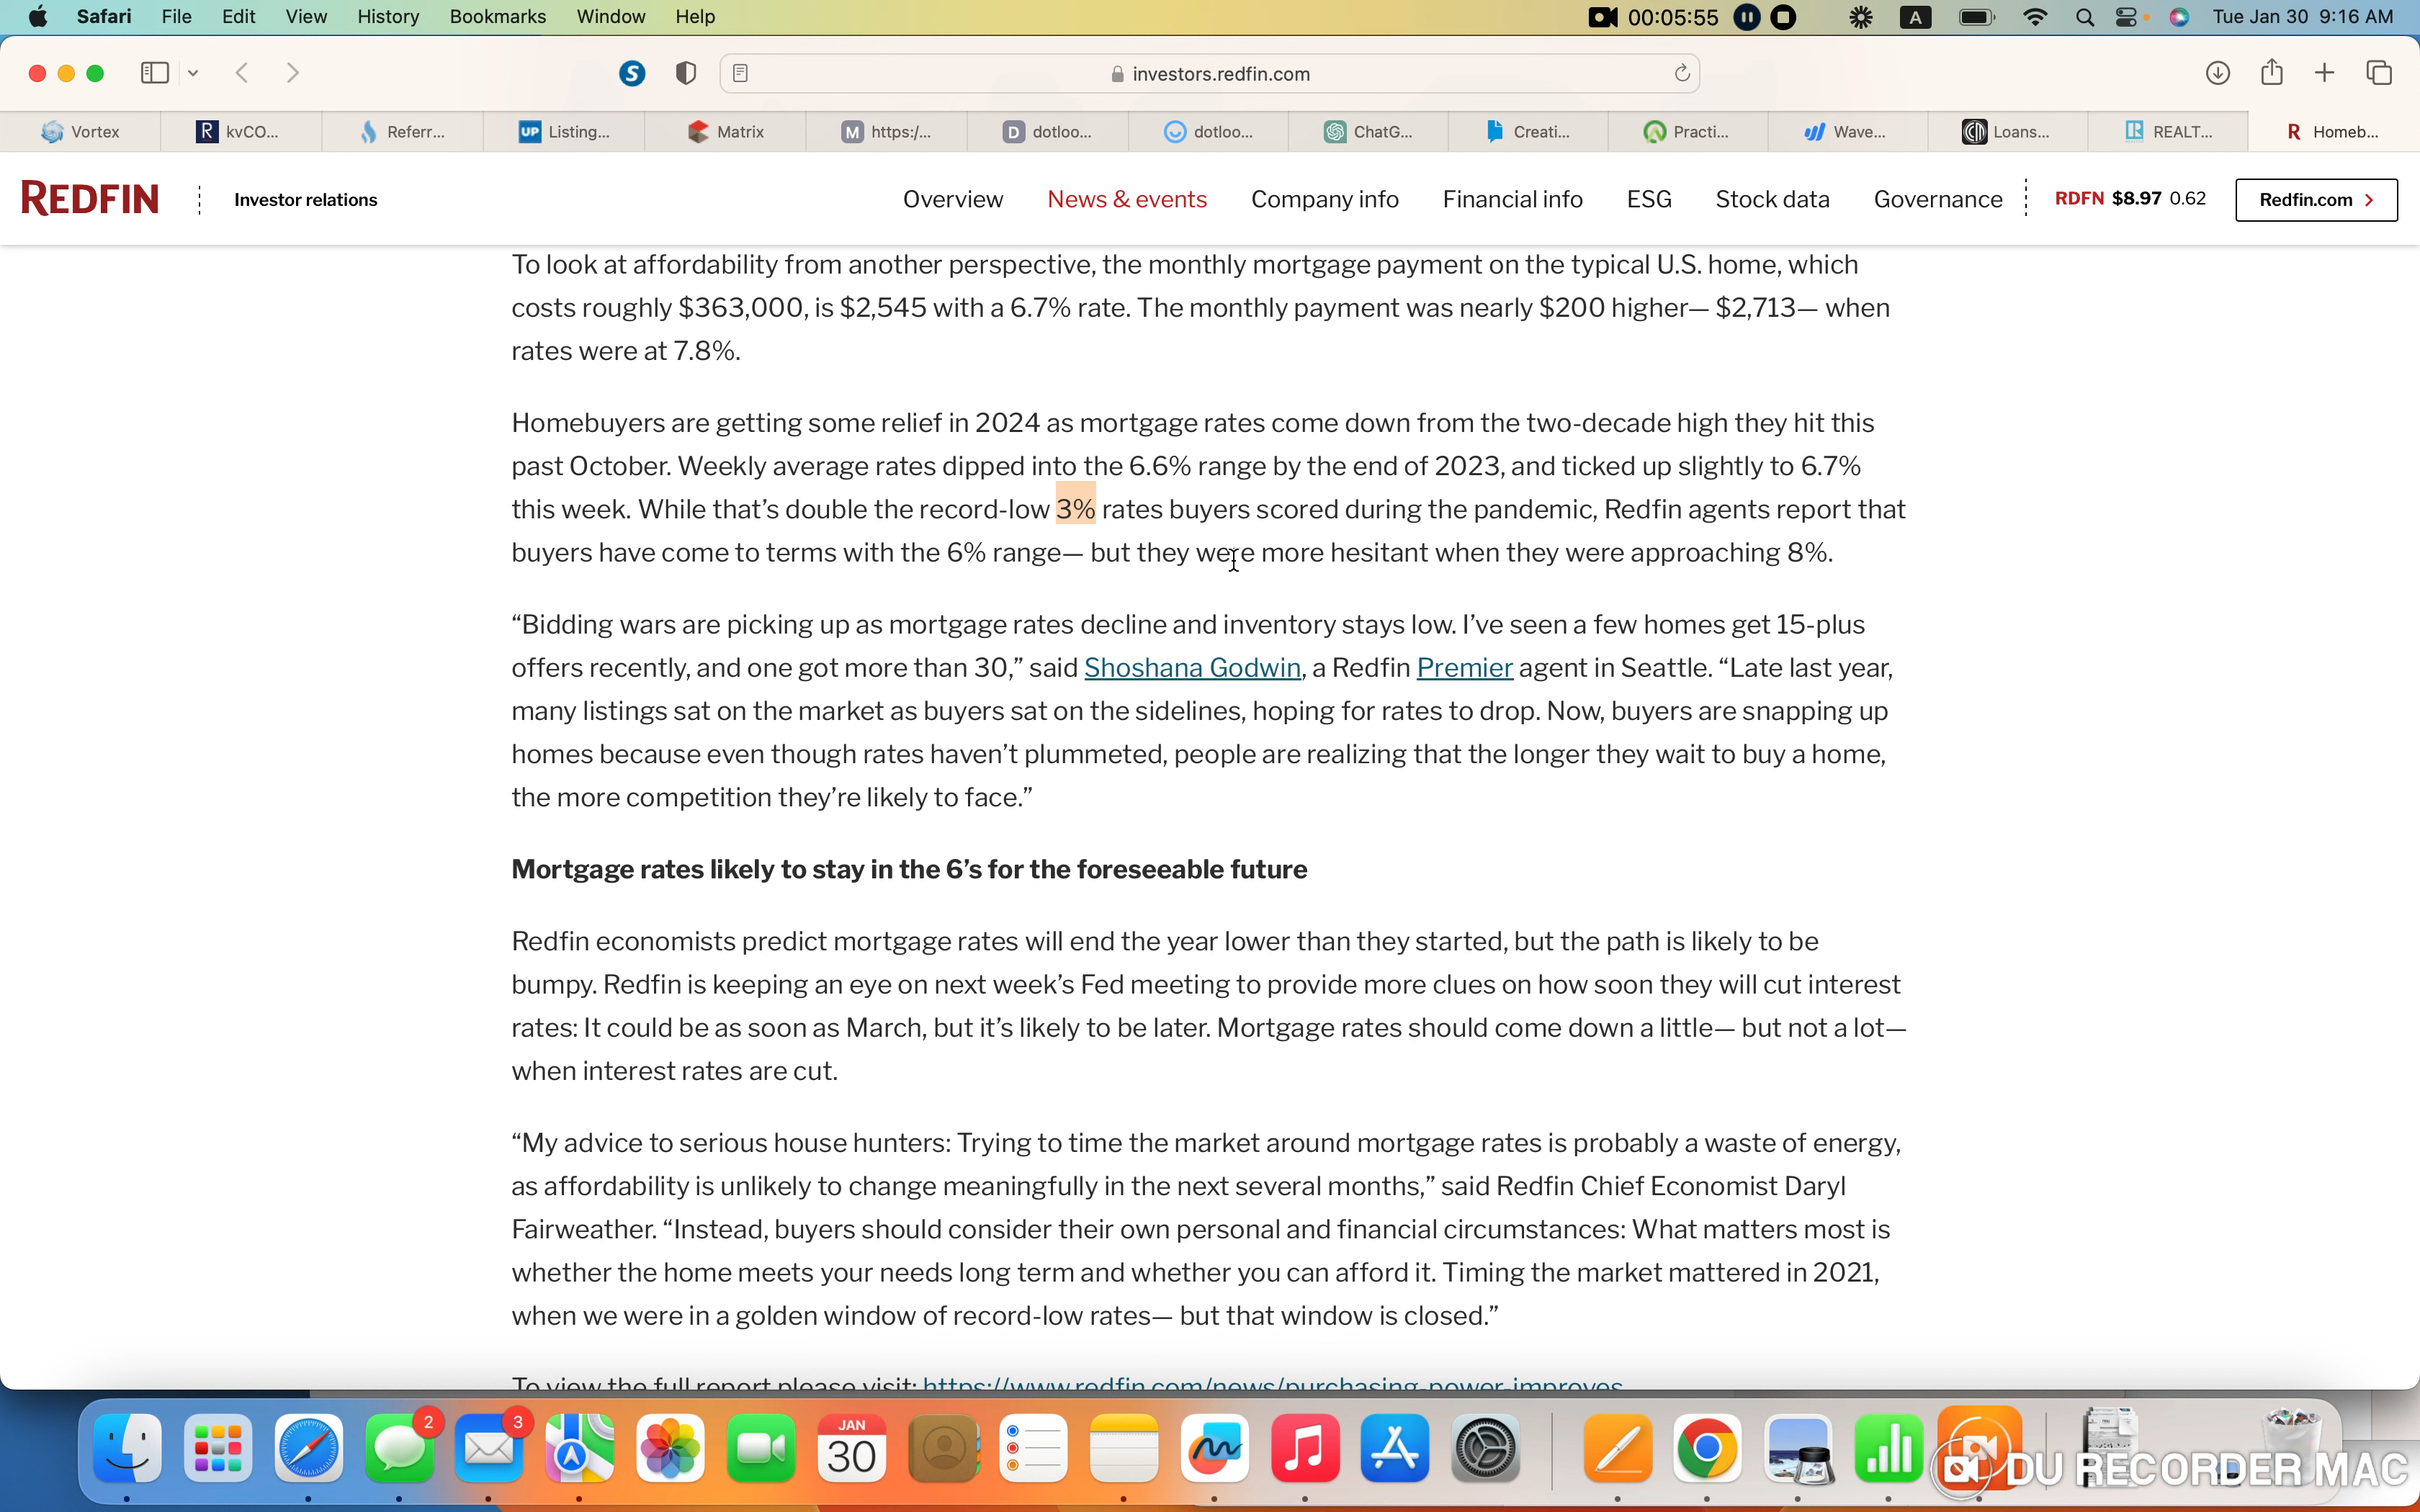 Safari File Edit View History Bookmarks Window Help 00:05:55 A Tue Jan 30 9:16 AM
S investors.redfin.com
Vortex R kvCO... Referr... UP Listing... Matrix M https:/... D dotloo... dotloo... ChatG... Creati... Practi... Wave... Loans... REALT... R Homeb...
REDFIN Investor relations Overview News & events Company info Financial info ESG Stock data Governance RDFN $8.97 0.62 Redfin.com
To look at affordability from another perspective, the monthly mortgage payment on the typical U.S. home, which
costs roughly $363,000, is $2,545 with a 6.7% rate. The monthly payment was nearly $200 higher— $2,713— when
rates were at 7.8%.
Homebuyers are getting some relief in 2024 as mortgage rates come down from the two-decade high they hit this
past October. Weekly average rates dipped into the 6.6% range by the end of 2023, and ticked up slightly to 6.7%
this week. While that’s double the record-low 3% rates buyers scored during the pandemic, Redfin agents report that
buyers have come to terms with the 6% range— but they were more hesitant when they were approaching 8%.
“Bidding wars are picking up as mortgage rates decline and inventory stays low. I’ve seen a few homes get 15-plus
offers recently, and one got more than 30,” said Shoshana Godwin, a Redfin Premier agent in Seattle. “Late last year,
many listings sat on the market as buyers sat on the sidelines, hoping for rates to drop. Now, buyers are snapping up
homes because even though rates haven’t plummeted, people are realizing that the longer they wait to buy a home,
the more competition they’re likely to face.”
Mortgage rates likely to stay in the 6’s for the foreseeable future
Redfin economists predict mortgage rates will end the year lower than they started, but the path is likely to be
bumpy. Redfin is keeping an eye on next week’s Fed meeting to provide more clues on how soon they will cut interest
rates: It could be as soon as March, but it’s likely to be later. Mortgage rates should come down a little— but not a lot—
when interest rates are cut.
“My advice to serious house hunters: Trying to time the market around mortgage rates is probably a waste of energy,
as affordability is unlikely to change meaningfully in the next several months,” said Redfin Chief Economist Daryl
Fairweather. “Instead, buyers should consider their own personal and financial circumstances: What matters most is
whether the home meets your needs long term and whether you can afford it. Timing the market mattered in 2021,
when we were in a golden window of record-low rates— but that window is closed.”
To view the full report please visit: https://www.redfin.com/news/purchasing-power-improves
2 3 JAN
30
DU RECORDER MAC